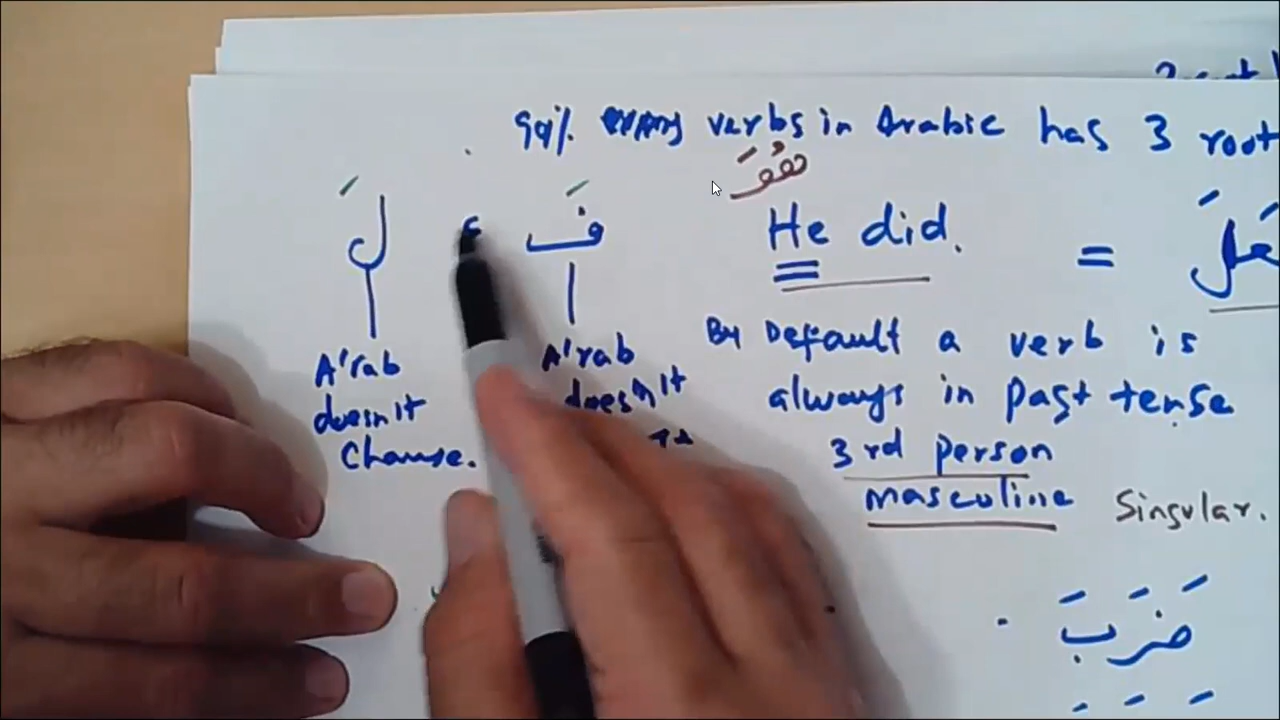 99% verbs in Arabic has 3 root
هُوَ
He did. =
فَ ع لَ
By Default a verb is
always in past tense
3rd person
masculine Singular.
A'rab
doesn't
A'rab
doesn't
Change.
ضَرَبَ